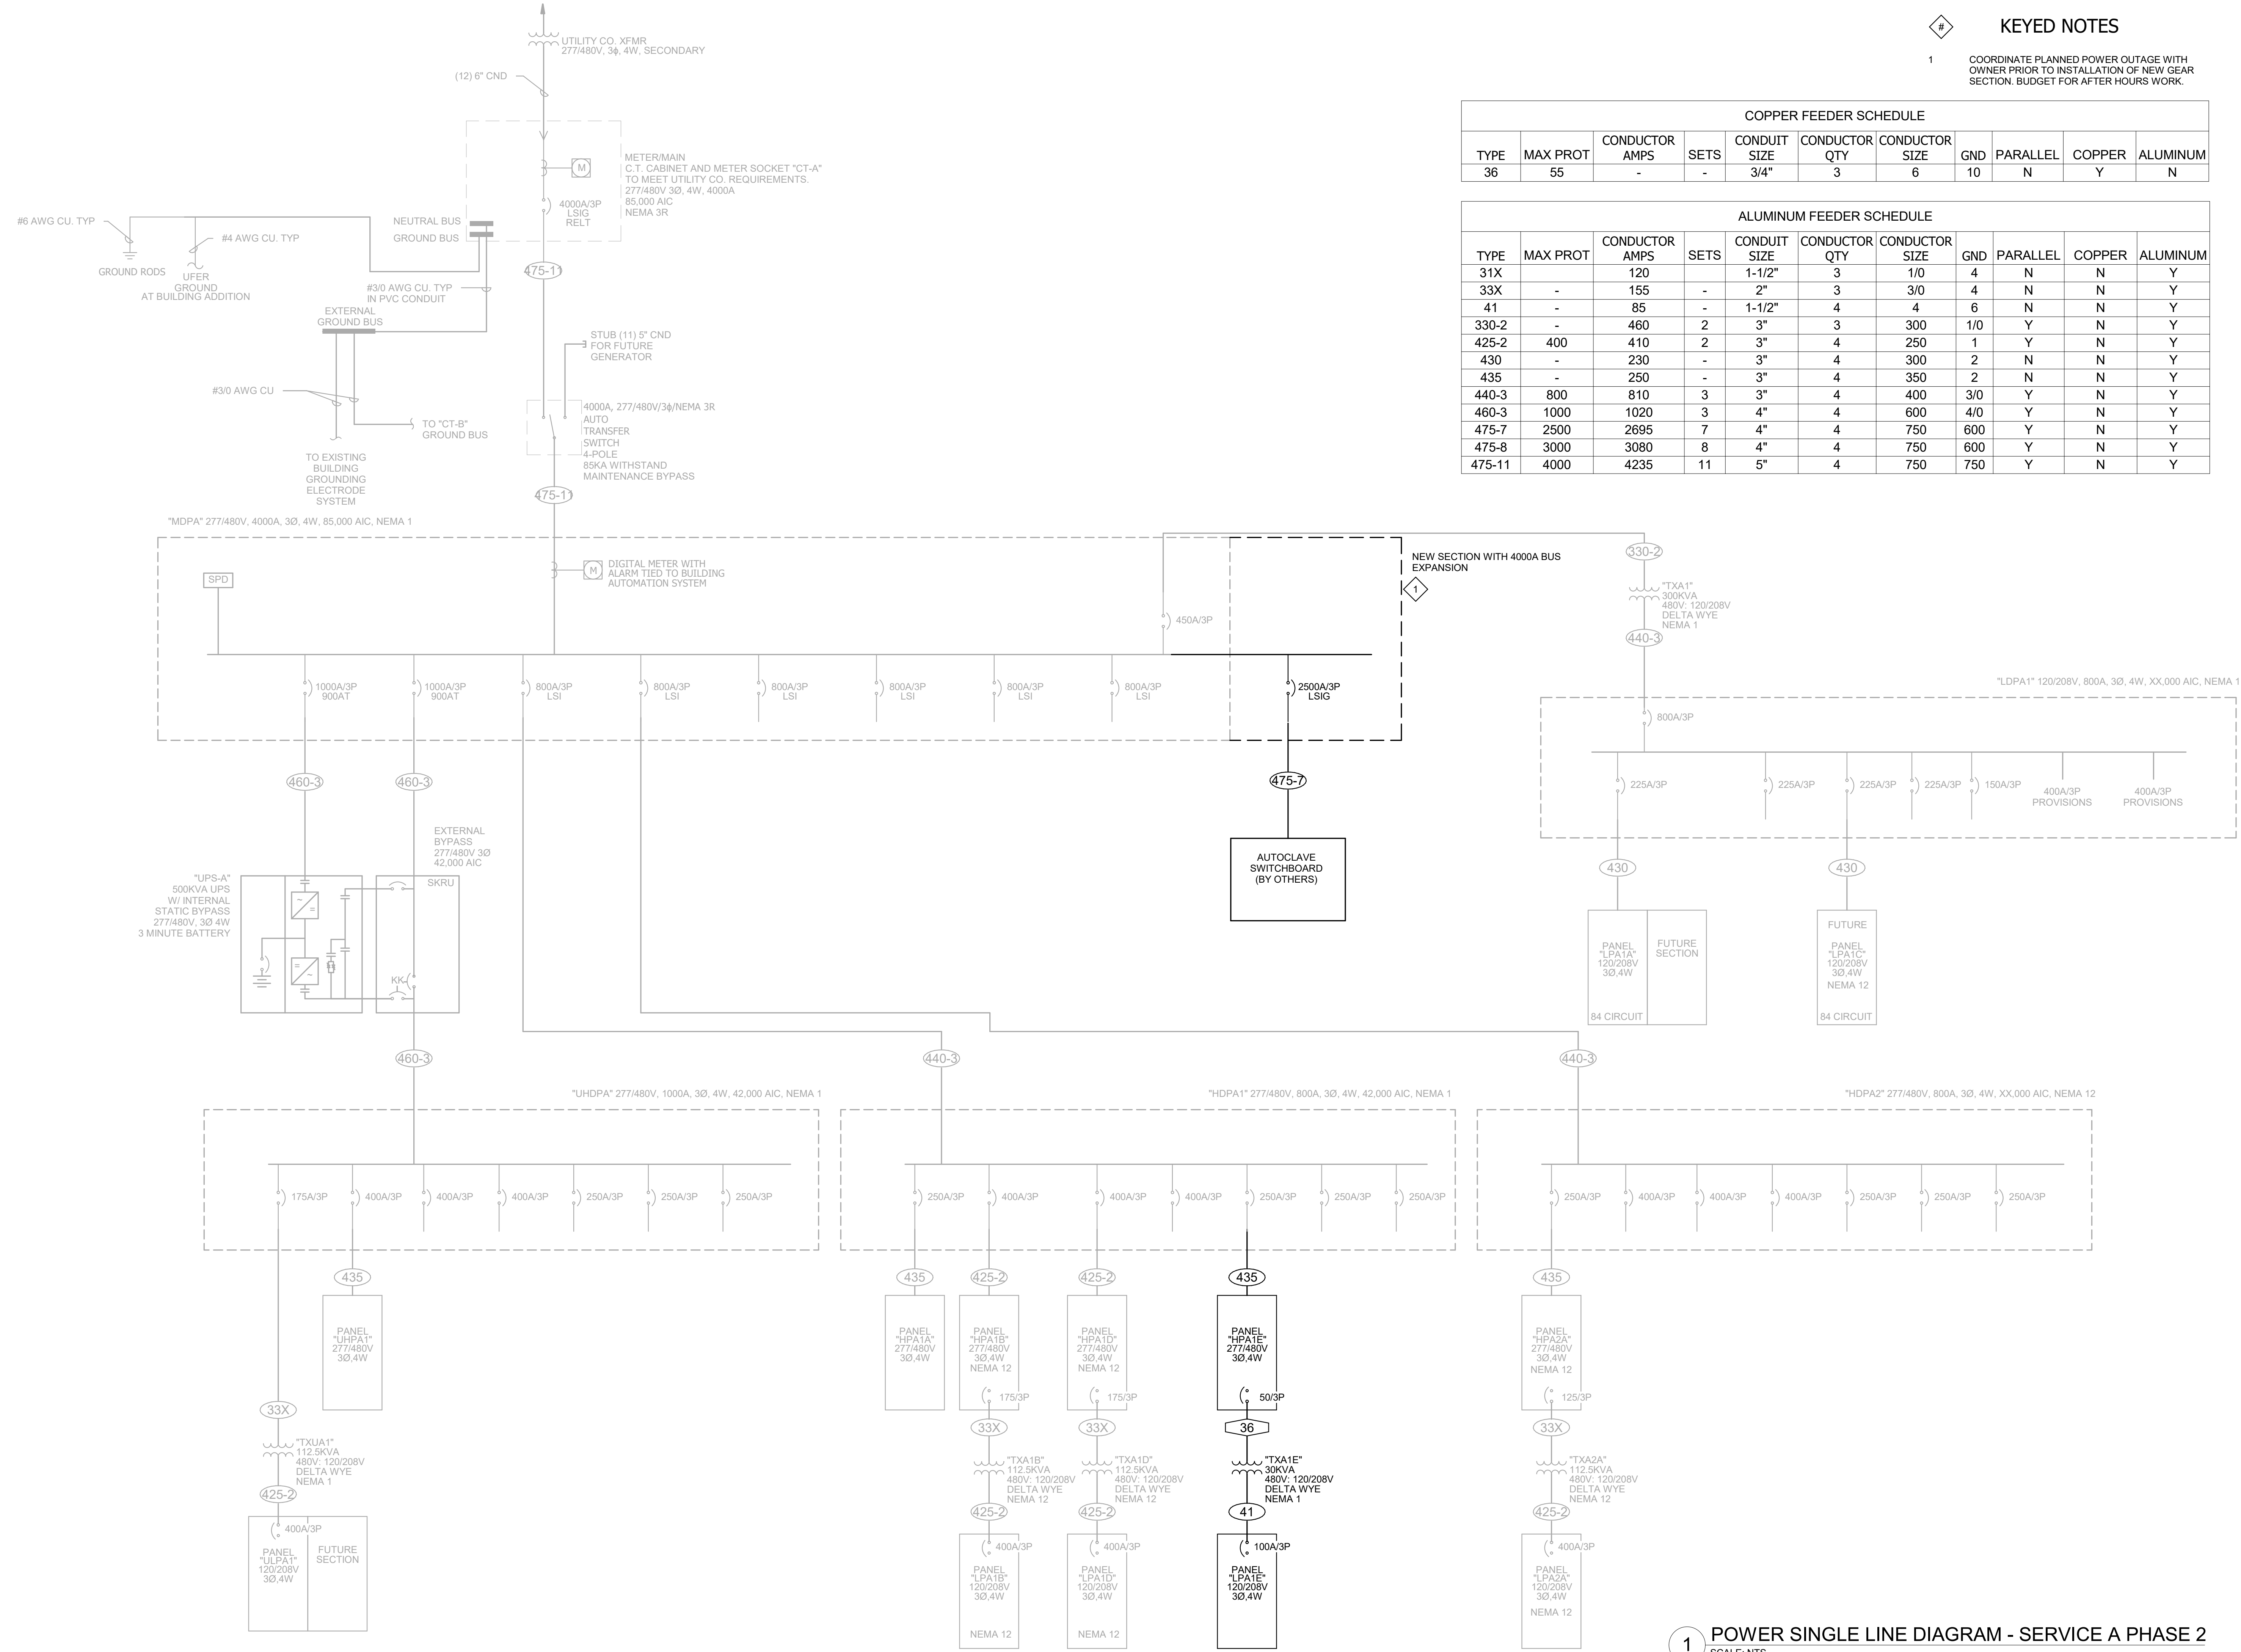 UTILITY CO. XFMR
277/480V, 3ϕ, 4W, SECONDARY
(12) 6" CND
METER/MAIN
C.T. CABINET AND METER SOCKET "CT-A"
TO MEET UTILITY CO. REQUIREMENTS.
277/480V 3Ø, 4W, 4000A
85,000 AIC
NEMA 3R
M
4000A/3P
LSIG
RELT
NEUTRAL BUS
GROUND BUS
#6 AWG CU. TYP
#4 AWG CU. TYP
GROUND RODS
UFER
GROUND
AT BUILDING ADDITION
475-11
#3/0 AWG CU. TYP
IN PVC CONDUIT
EXTERNAL
GROUND BUS
STUB (11) 5" CND
FOR FUTURE
GENERATOR
#3/0 AWG CU
TO "CT-B"
GROUND BUS
4000A, 277/480V/3ϕ/NEMA 3R
AUTO
TRANSFER
SWITCH
4-POLE
85KA WITHSTAND
MAINTENANCE BYPASS
TO EXISTING
BUILDING
GROUNDING
ELECTRODE
SYSTEM
475-11
#
KEYED NOTES
1 COORDINATE PLANNED POWER OUTAGE WITH
OWNER PRIOR TO INSTALLATION OF NEW GEAR
SECTION. BUDGET FOR AFTER HOURS WORK.
COPPER FEEDER SCHEDULE
TYPE MAX PROT CONDUCTOR AMPS SETS CONDUIT SIZE CONDUCTOR QTY CONDUCTOR SIZE GND PARALLEL COPPER ALUMINUM
36 55 - - 3/4" 3 6 10 N Y N
ALUMINUM FEEDER SCHEDULE
TYPE MAX PROT CONDUCTOR AMPS SETS CONDUIT SIZE CONDUCTOR QTY CONDUCTOR SIZE GND PARALLEL COPPER ALUMINUM
31X 120 1-1/2" 3 1/0 4 N N Y
33X - 155 - 2" 3 3/0 4 N N Y
41 - 85 - 1-1/2" 4 4 6 N N Y
330-2 - 460 2 3" 3 300 1/0 Y N Y
425-2 400 410 2 3" 4 250 1 Y N Y
430 - 230 - 3" 4 300 2 N N Y
435 - 250 - 3" 4 350 2 N N Y
440-3 800 810 3 3" 4 400 3/0 Y N Y
460-3 1000 1020 3 4" 4 600 4/0 Y N Y
475-7 2500 2695 7 4" 4 750 600 Y N Y
475-8 3000 3080 8 4" 4 750 600 Y N Y
475-11 4000 4235 11 5" 4 750 750 Y N Y
"MDPA" 277/480V, 4000A, 3Ø, 4W, 85,000 AIC, NEMA 1
SPD
M
DIGITAL METER WITH
ALARM TIED TO BUILDING
AUTOMATION SYSTEM
450A/3P
NEW SECTION WITH 4000A BUS
EXPANSION
1
1000A/3P
900AT
1000A/3P
900AT
800A/3P
LSI
800A/3P
LSI
800A/3P
LSI
800A/3P
LSI
800A/3P
LSI
800A/3P
LSI
2500A/3P
LSIG
330-2
"TXA1"
300KVA
480V: 120/208V
DELTA WYE
NEMA 1
440-3
"LDPA1" 120/208V, 800A, 3Ø, 4W, XX,000 AIC, NEMA 1
800A/3P
225A/3P
225A/3P
225A/3P
225A/3P
150A/3P
400A/3P
PROVISIONS
400A/3P
PROVISIONS
430
430
PANEL
"LPA1A"
120/208V
3Ø,4W
84 CIRCUIT
FUTURE
SECTION
FUTURE
PANEL
"LPA1C"
120/208V
3Ø,4W
NEMA 12
84 CIRCUIT
460-3
460-3
475-7
AUTOCLAVE
SWITCHBOARD
(BY OTHERS)
EXTERNAL
BYPASS
277/480V 3Ø
42,000 AIC
SKRU
"UPS-A"
500KVA UPS
W/ INTERNAL
STATIC BYPASS
277/480V, 3Ø 4W
3 MINUTE BATTERY
~
=
=
~
KK
460-3
440-3
440-3
"UHDPA" 277/480V, 1000A, 3Ø, 4W, 42,000 AIC, NEMA 1
175A/3P
400A/3P
400A/3P
400A/3P
250A/3P
250A/3P
250A/3P
435
PANEL
"UHPA1"
277/480V
3Ø,4W
33X
"TXUA1"
112.5KVA
480V: 120/208V
DELTA WYE
NEMA 1
425-2
400A/3P
PANEL
"ULPA1"
120/208V
3Ø,4W
FUTURE
SECTION
"HDPA1" 277/480V, 800A, 3Ø, 4W, 42,000 AIC, NEMA 1
250A/3P
400A/3P
400A/3P
400A/3P
250A/3P
250A/3P
250A/3P
435
PANEL
"HPA1A"
277/480V
3Ø,4W
425-2
PANEL
"HPA1B"
277/480V
3Ø,4W
NEMA 12
175/3P
33X
"TXA1B"
112.5KVA
480V: 120/208V
DELTA WYE
NEMA 12
425-2
400A/3P
PANEL
"LPA1B"
120/208V
3Ø,4W
NEMA 12
425-2
PANEL
"HPA1D"
277/480V
3Ø,4W
NEMA 12
175/3P
33X
"TXA1D"
112.5KVA
480V: 120/208V
DELTA WYE
NEMA 12
425-2
400A/3P
PANEL
"LPA1D"
120/208V
3Ø,4W
NEMA 12
435
PANEL
"HPA1E"
277/480V
3Ø,4W
50/3P
36
"TXA1E"
30KVA
480V: 120/208V
DELTA WYE
NEMA 1
41
100A/3P
PANEL
"LPA1E"
120/208V
3Ø,4W
"HDPA2" 277/480V, 800A, 3Ø, 4W, XX,000 AIC, NEMA 12
250A/3P
400A/3P
400A/3P
400A/3P
250A/3P
250A/3P
250A/3P
435
PANEL
"HPA2A"
277/480V
3Ø,4W
NEMA 12
125/3P
33X
"TXA2A"
112.5KVA
480V: 120/208V
DELTA WYE
NEMA 12
425-2
400A/3P
PANEL
"LPA2A"
120/208V
3Ø,4W
NEMA 12
1
POWER SINGLE LINE DIAGRAM - SERVICE A PHASE 2
SCALE: NTS